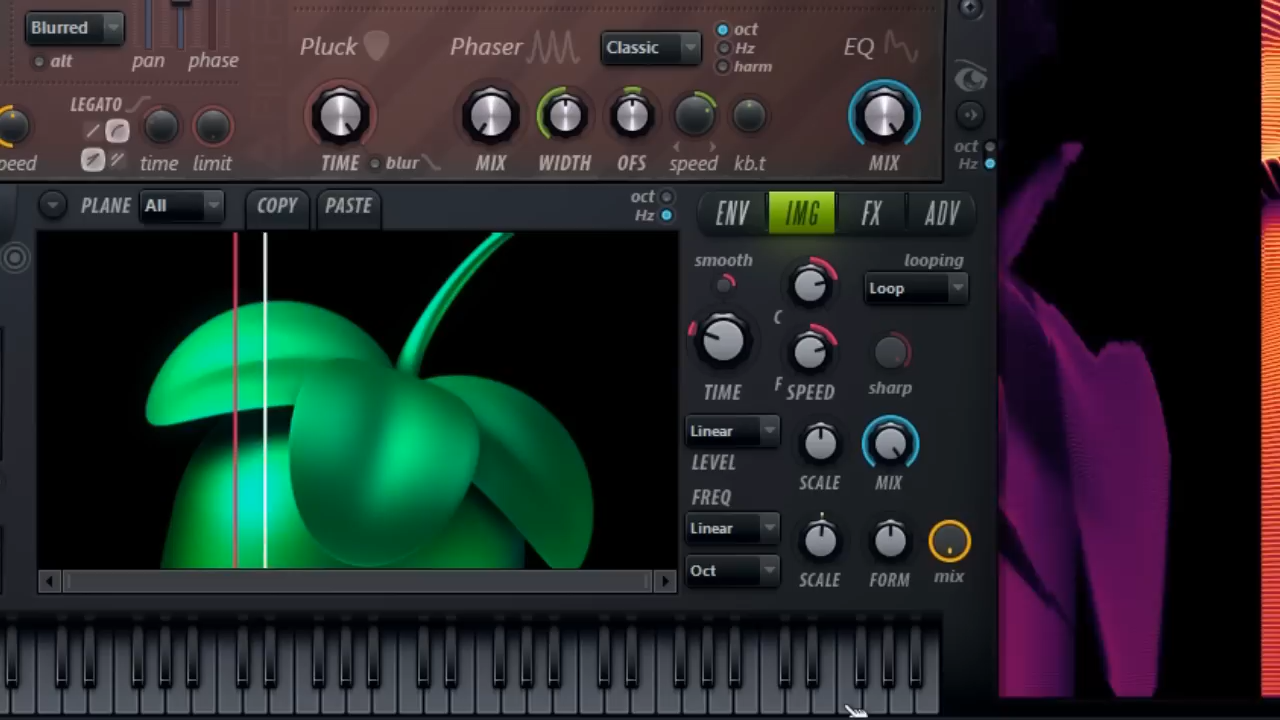 Blurred
alt
pan
phase
Pluck
Phaser
Classic
oct
Hz
harm
EQ
LEGATO
time
limit
TIME
blur
MIX
WIDTH
OFS
speed
kb.t
MIX
oct
Hz
PLANE
All
COPY
PASTE
oct
Hz
ENV
IMG
FX
ADV
smooth
looping
Loop
C
TIME
F
SPEED
sharp
Linear
LEVEL
SCALE
MIX
FREQ
Linear
Oct
SCALE
FORM
mix